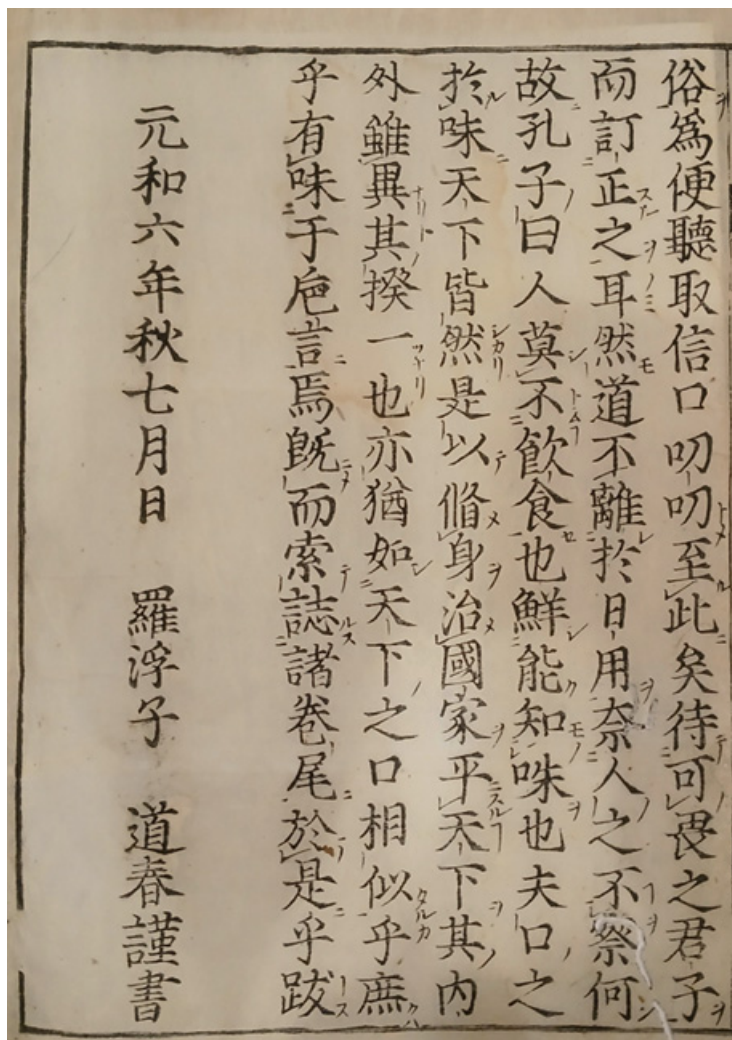 俗爲便聽取信口叨叨至此矣待可畏之君子
而訂正之耳然道不離扵日用奈人之不察何
故孔子曰人莫不飲食也鮮能知味也夫口之
扵味天下皆然是以脩身治國家平天下其内
外雖異其揆一也亦猶如天下之口相似乎庶
乎有味于巵言焉既而索誌諸卷尾於是乎跋
元和六年秋七月日 羅浮子 道春謹書